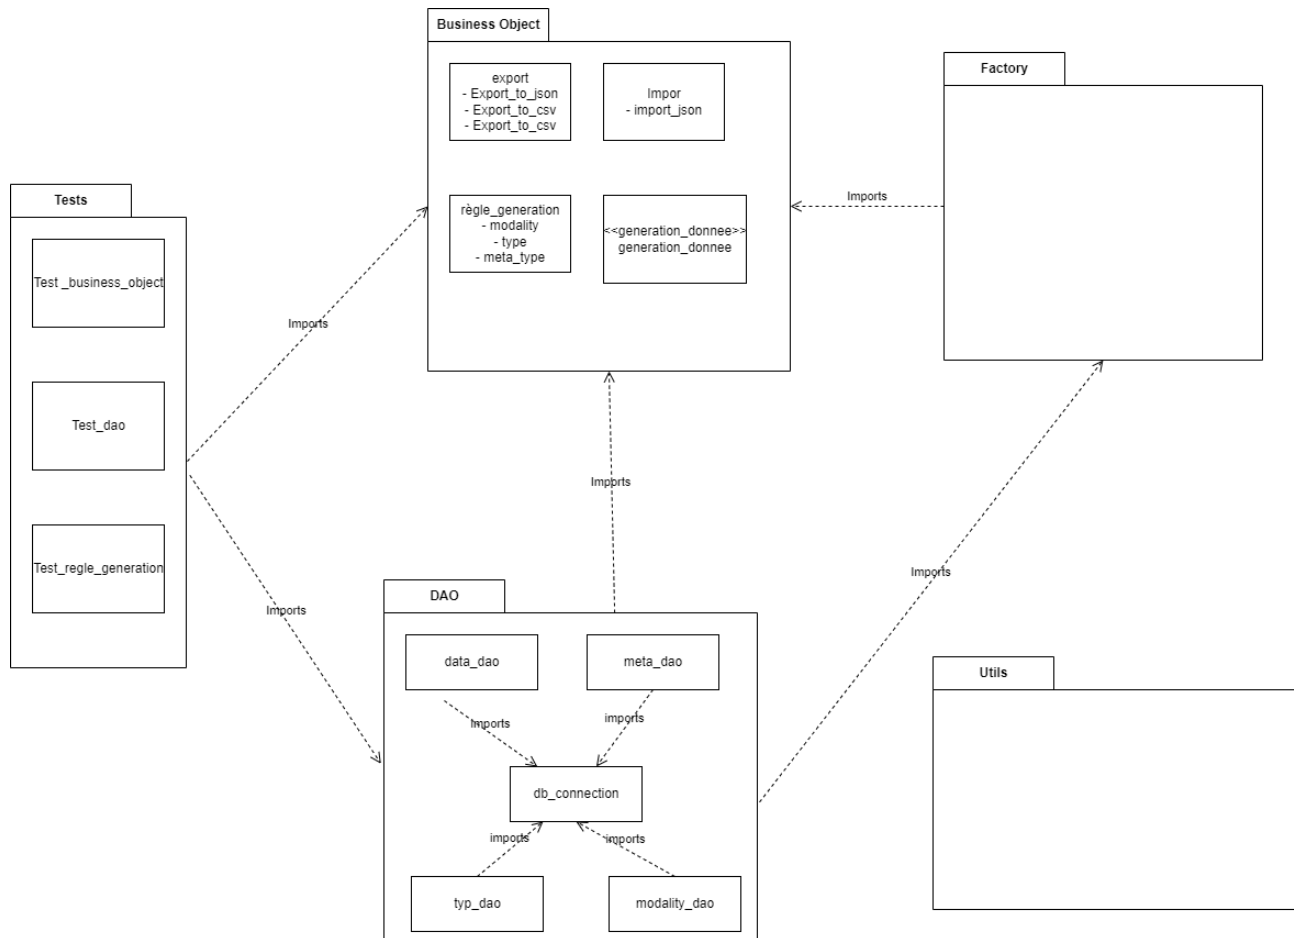 Business Object
export
- Export_to_json
- Export_to_csv
- Export_to_csv
Impor
- import_json
règle_generation
- modality
- type
- meta_type
<<generation_donnee>>
generation_donnee
Factory
Imports
Tests
Test _business_object
Test_dao
Test_regle_generation
Imports
Imports
Imports
Imports
DAO
data_dao
meta_dao
Imports
imports
db_connection
imports
imports
typ_dao
modality_dao
Utils